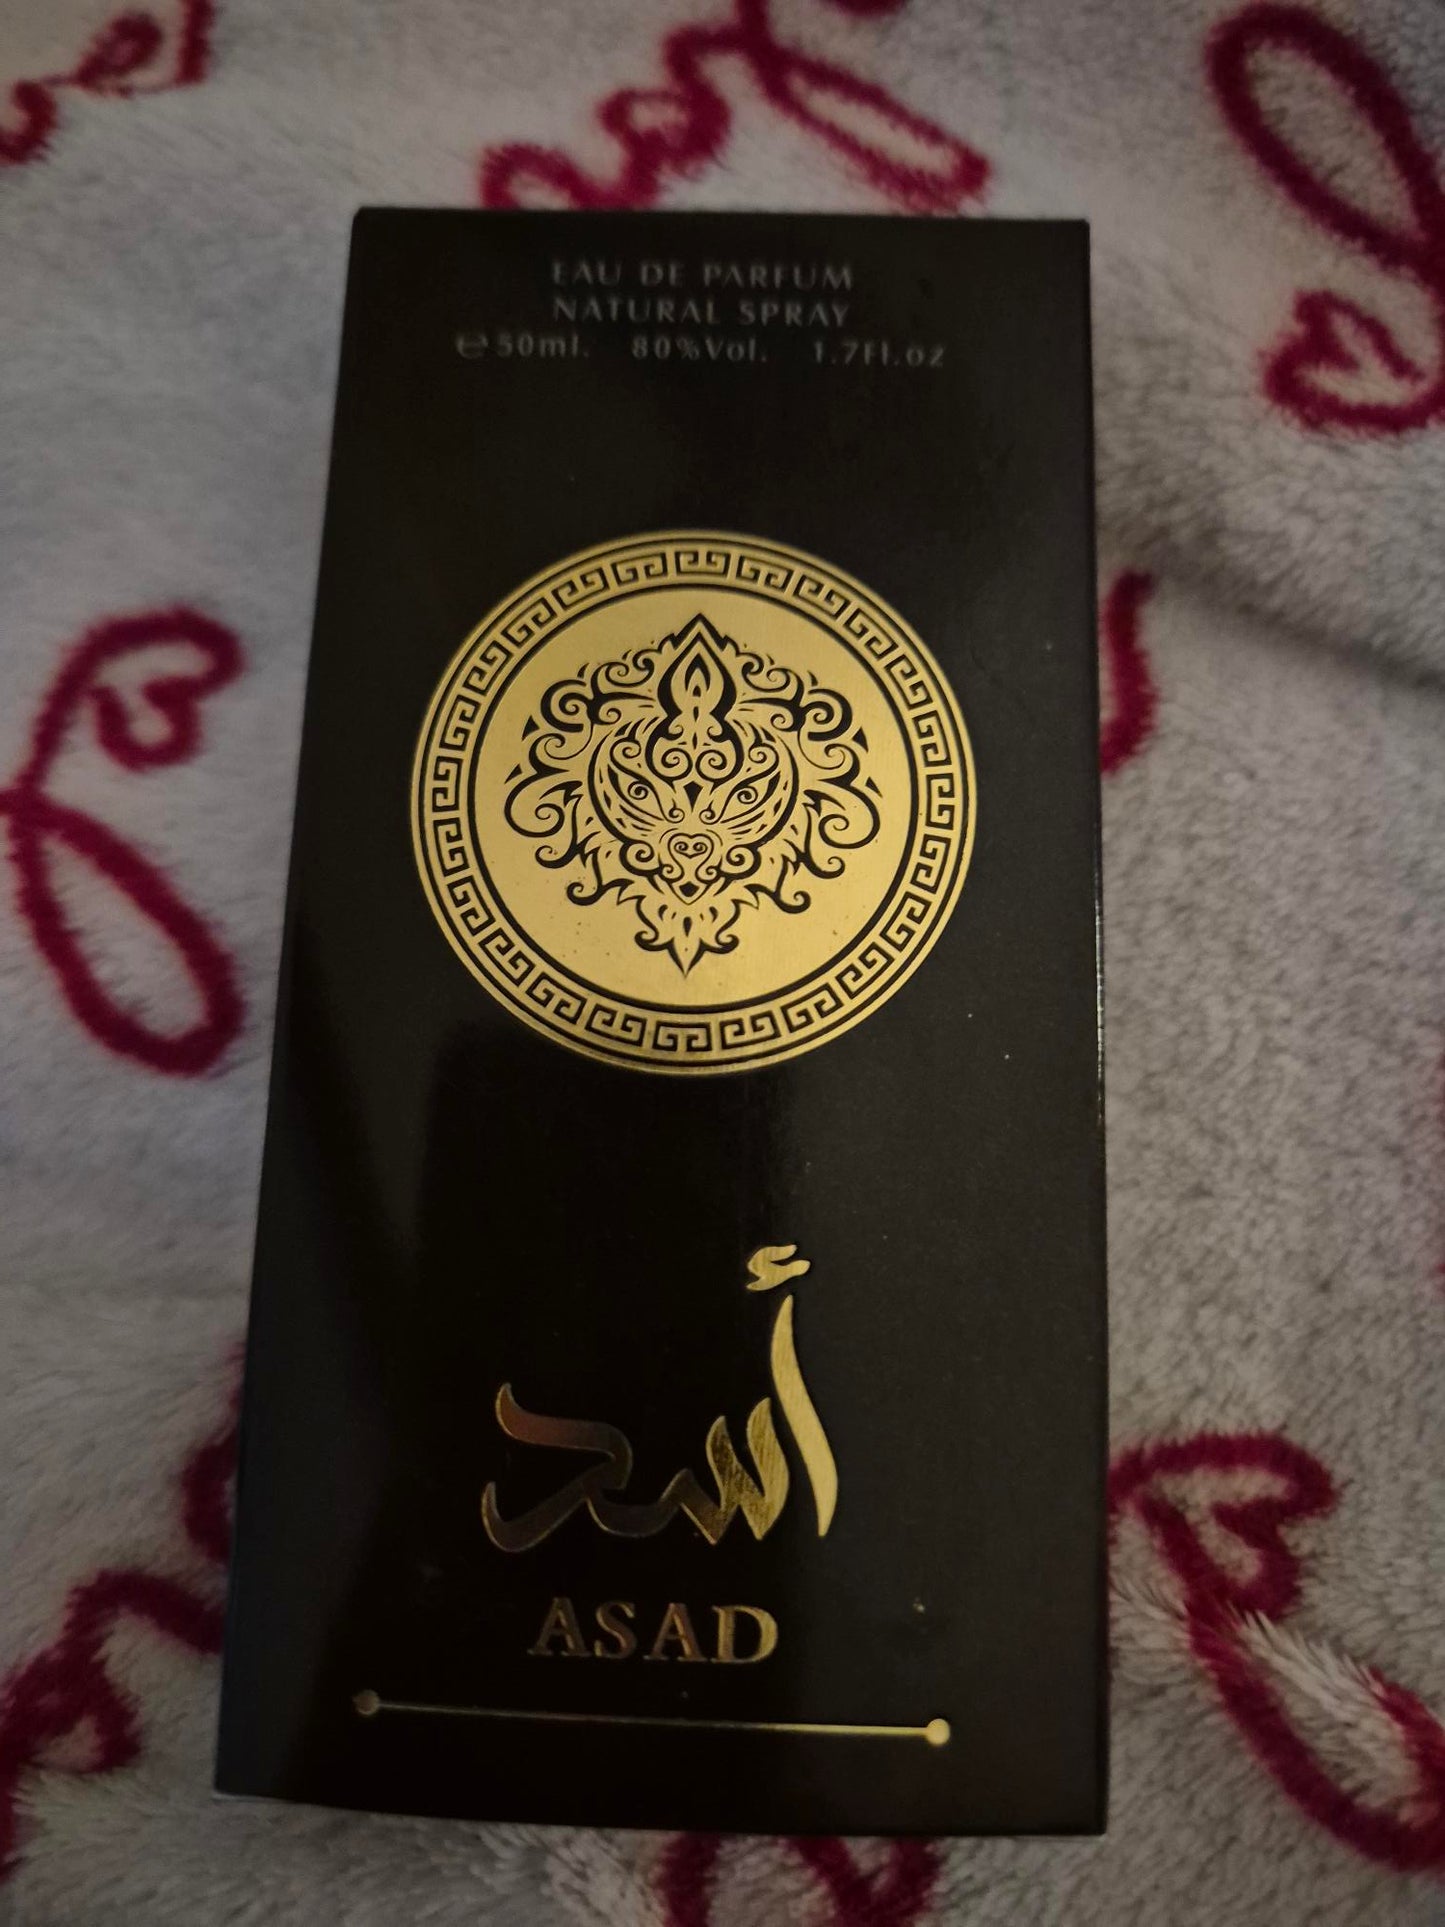 EAU DE PARFUM
NATURAL SPRAY
℮50ml. 80%Vol. 1.7Fl.oz
أسد
ASAD